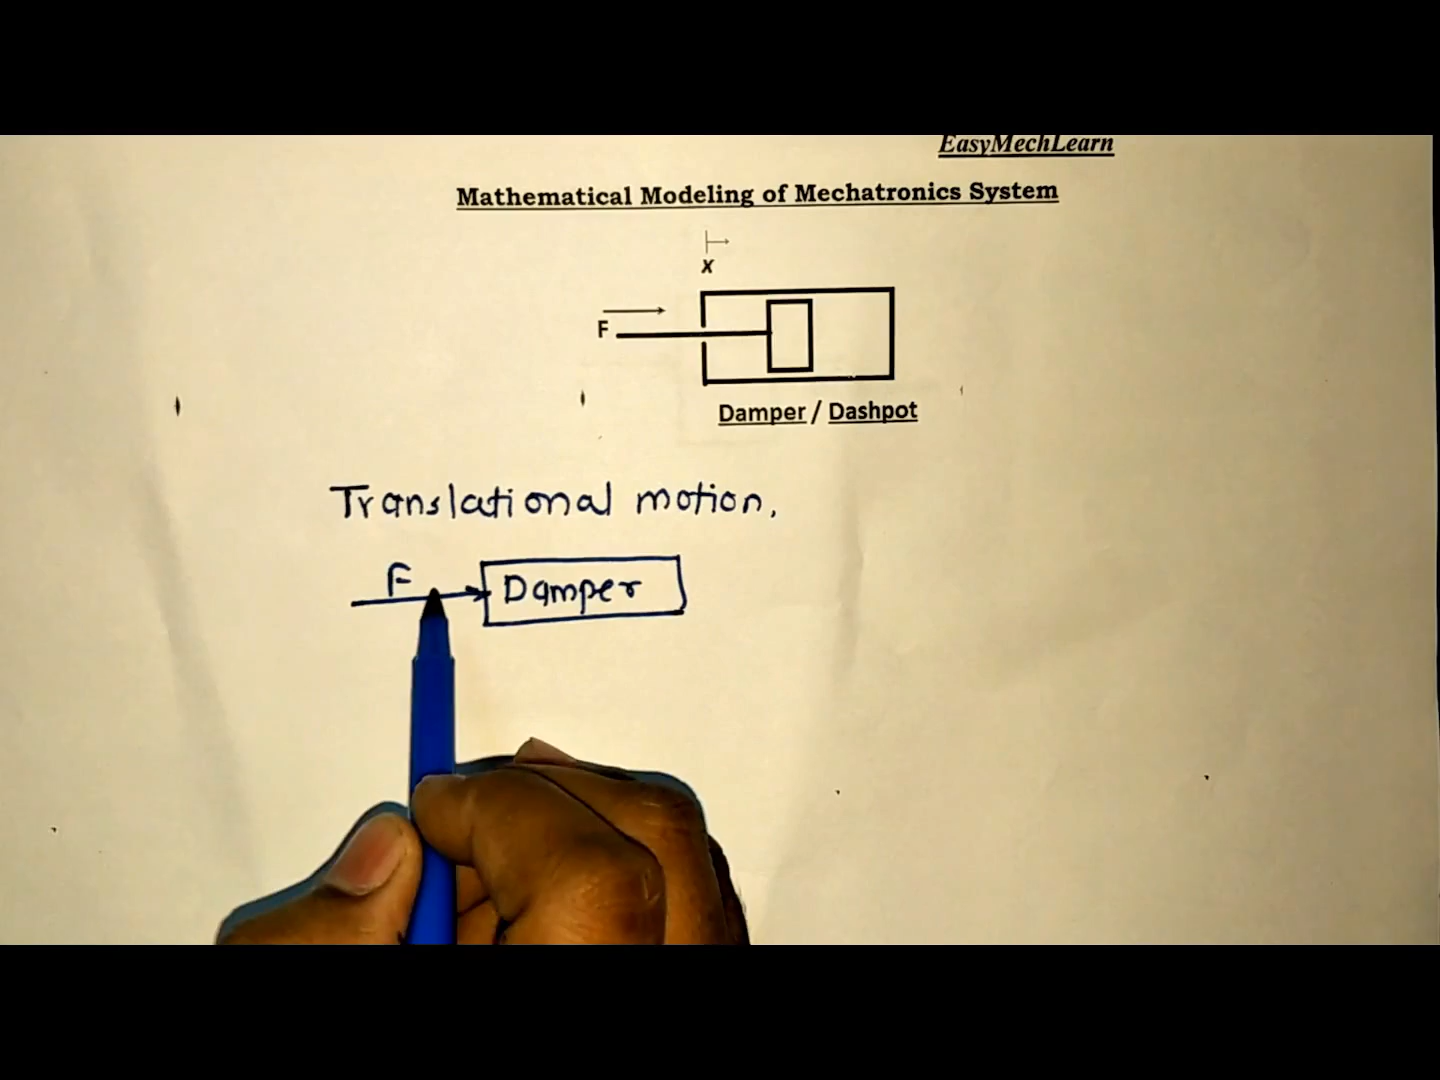 EasyMechLearn
Mathematical Modeling of Mechatronics System
x
F
Damper / Dashpot
Translational motion.
F Damper